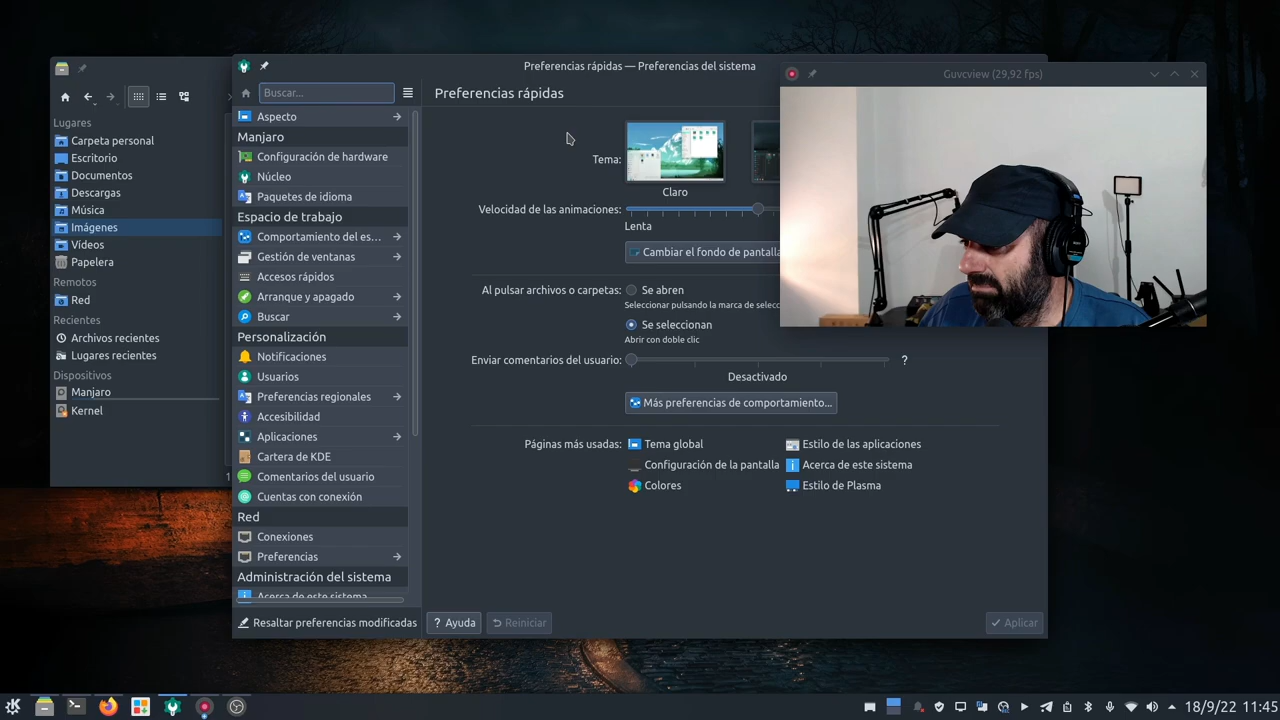 Preferencias rápidas — Preferencias del sistema
Guvcview (29,92 fps)
Lugares
Carpeta personal
Escritorio
Documentos
Descargas
Música
Imágenes
Vídeos
Papelera
Remotos
Red
Recientes
Archivos recientes
Lugares recientes
Dispositivos
Manjaro
Kernel
1
Buscar...
Aspecto
Manjaro
Configuración de hardware
Núcleo
Paquetes de idioma
Espacio de trabajo
Comportamiento del es...
Gestión de ventanas
Accesos rápidos
Arranque y apagado
Buscar
Personalización
Notificaciones
Usuarios
Preferencias regionales
Accesibilidad
Aplicaciones
Cartera de KDE
Comentarios del usuario
Cuentas con conexión
Red
Conexiones
Preferencias
Administración del sistema
Acerca de este sistema
Resaltar preferencias modificadas
Preferencias rápidas
Tema:
Claro
Velocidad de las animaciones:
Lenta
Cambiar el fondo de pantalla
Al pulsar archivos o carpetas:
Se abren
Seleccionar pulsando la marca de selecc
Se seleccionan
Abrir con doble clic
Enviar comentarios del usuario:
?
Desactivado
Más preferencias de comportamiento...
Páginas más usadas:
Tema global
Estilo de las aplicaciones
Configuración de la pantalla
Acerca de este sistema
Colores
Estilo de Plasma
? Ayuda
Reiniciar
Aplicar
18/9/22 11:45